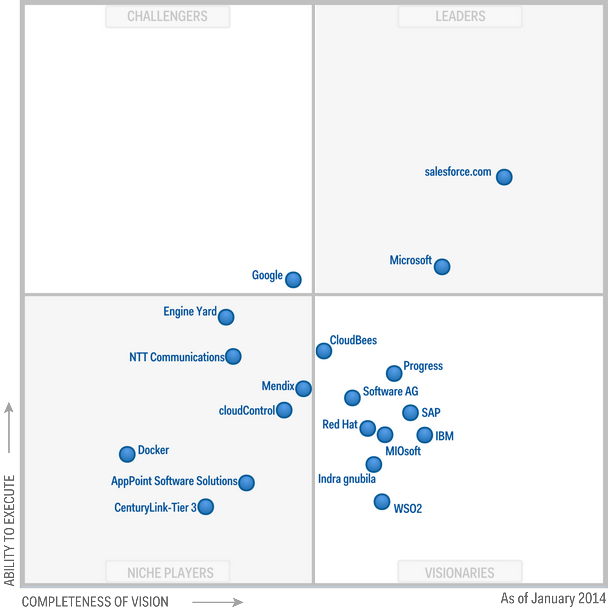 CHALLENGERS
LEADERS
salesforce.com
Microsoft
Google
Engine Yard
CloudBees
NTT Communications
Progress
Mendix
Software AG
cloudControl
SAP
Red Hat
IBM
MIOsoft
Docker
Indra gnubila
AppPoint Software Solutions
CenturyLink-Tier 3
WSO2
NICHE PLAYERS
VISIONARIES
ABILITY TO EXECUTE
COMPLETENESS OF VISION
As of January 2014